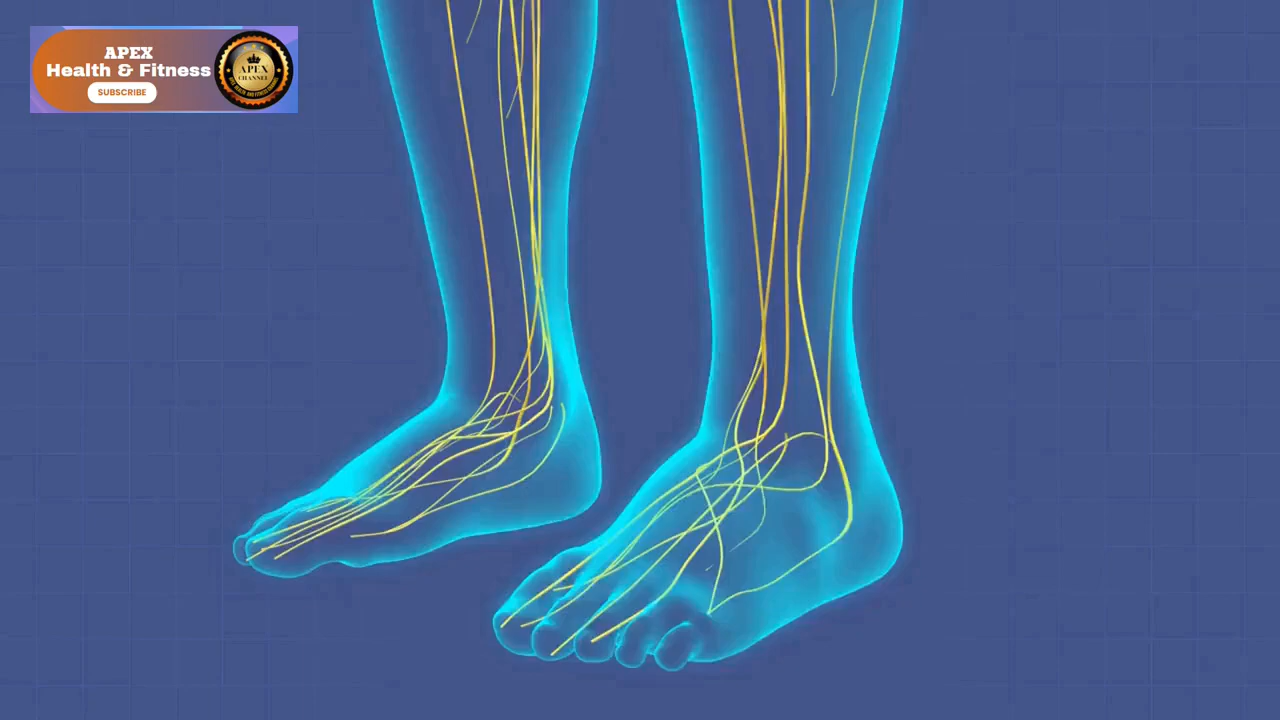 APEX
Health & Fitness
SUBSCRIBE
APEX
CHANNEL